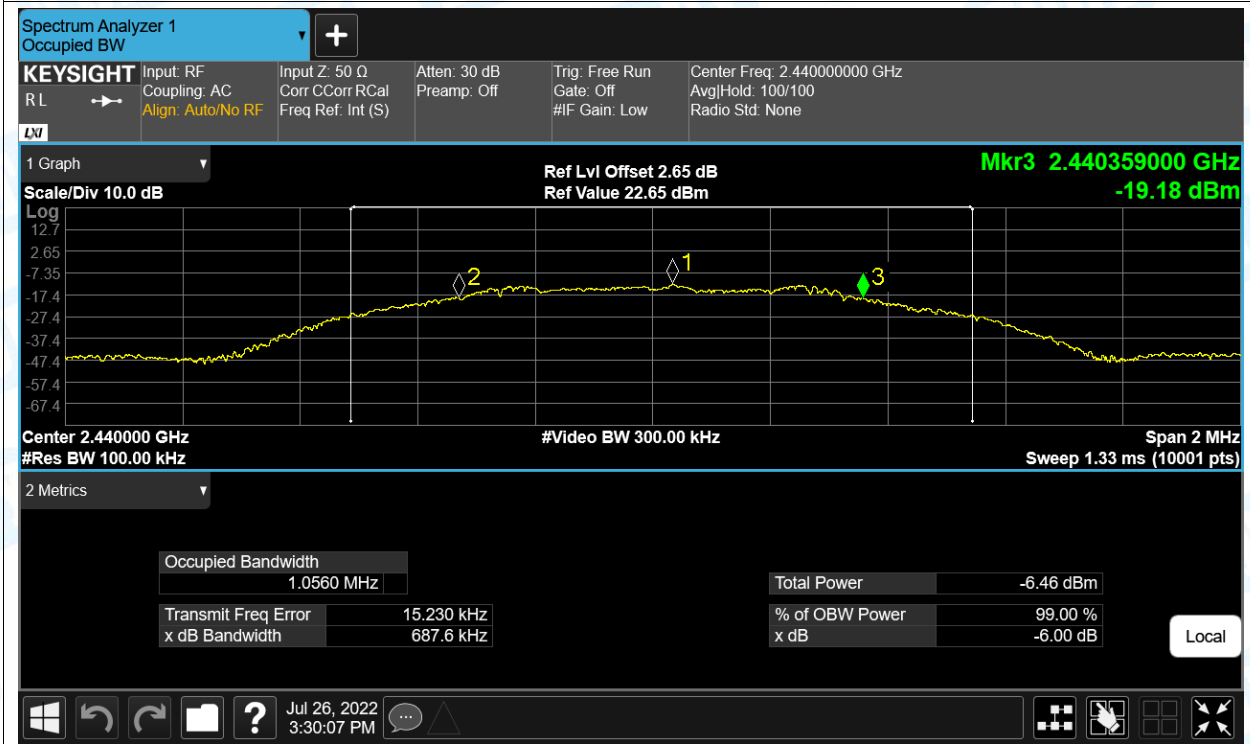 Spectrum Analyzer 1
Occupied BW
KEYSIGHT
R L
LXI
Input: RF
Coupling: AC
Align: Auto/No RF
Input Z: 50 Ω
Corr CCorr RCal
Freq Ref: Int (S)
Atten: 30 dB
Preamp: Off
Trig: Free Run
Gate: Off
#IF Gain: Low
Center Freq: 2.440000000 GHz
Avg|Hold: 100/100
Radio Std: None
1 Graph
Scale/Div 10.0 dB
Ref Lvl Offset 2.65 dB
Ref Value 22.65 dBm
Mkr3 2.440359000 GHz
-19.18 dBm
Log
12.7
2.65
-7.35
-17.4
-27.4
-37.4
-47.4
-57.4
-67.4
2
1
3
Center 2.440000 GHz
#Video BW 300.00 kHz
Span 2 MHz
#Res BW 100.00 kHz
Sweep 1.33 ms (10001 pts)
2 Metrics
Occupied Bandwidth
1.0560 MHz
Total Power -6.46 dBm
Transmit Freq Error 15.230 kHz
% of OBW Power 99.00 %
x dB Bandwidth 687.6 kHz
x dB -6.00 dB
Local
?
Jul 26, 2022
3:30:07 PM